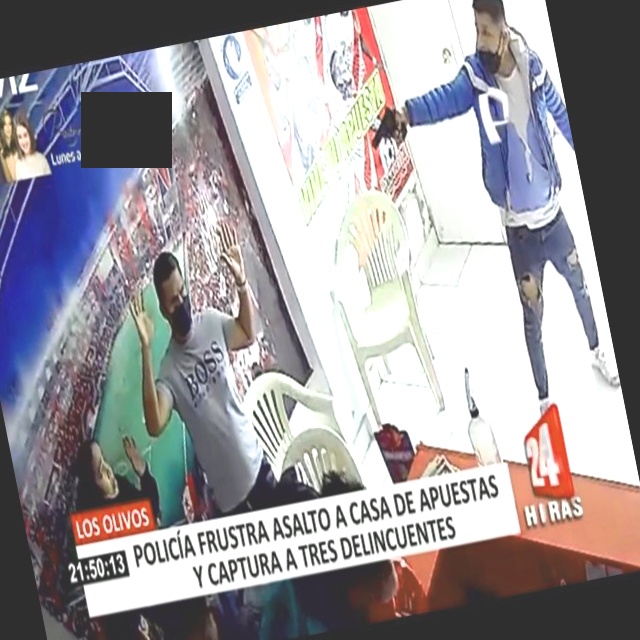 Lunes a
BOSS
P
LOS OLIVOS
21:50:13
POLICÍA FRUSTRA ASALTO A CASA DE APUESTAS
Y CAPTURA A TRES DELINCUENTES
24
HORAS